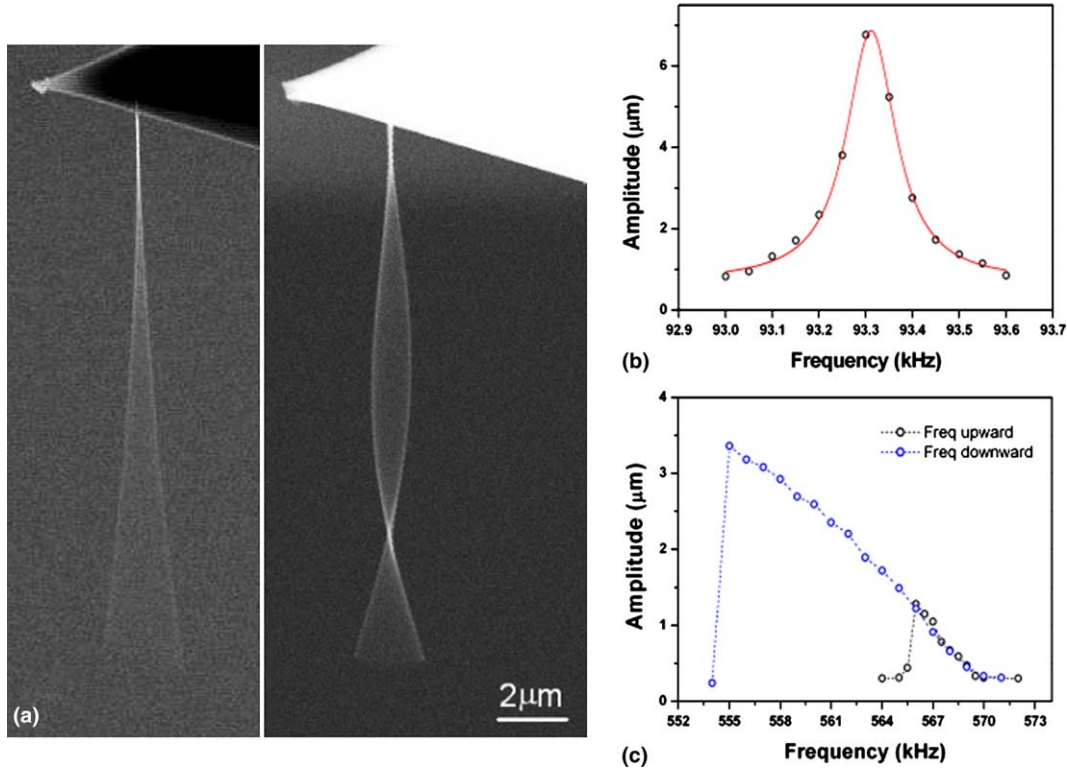 (a)
2μm
(b)
Amplitude (μm)
6
4
2
0
92.9 93.0 93.1 93.2 93.3 93.4 93.5 93.6 93.7
Frequency (kHz)
(c)
Amplitude (μm)
4
3
2
1
0
Freq upward
Freq downward
552 555 558 561 564 567 570 573
Frequency (kHz)